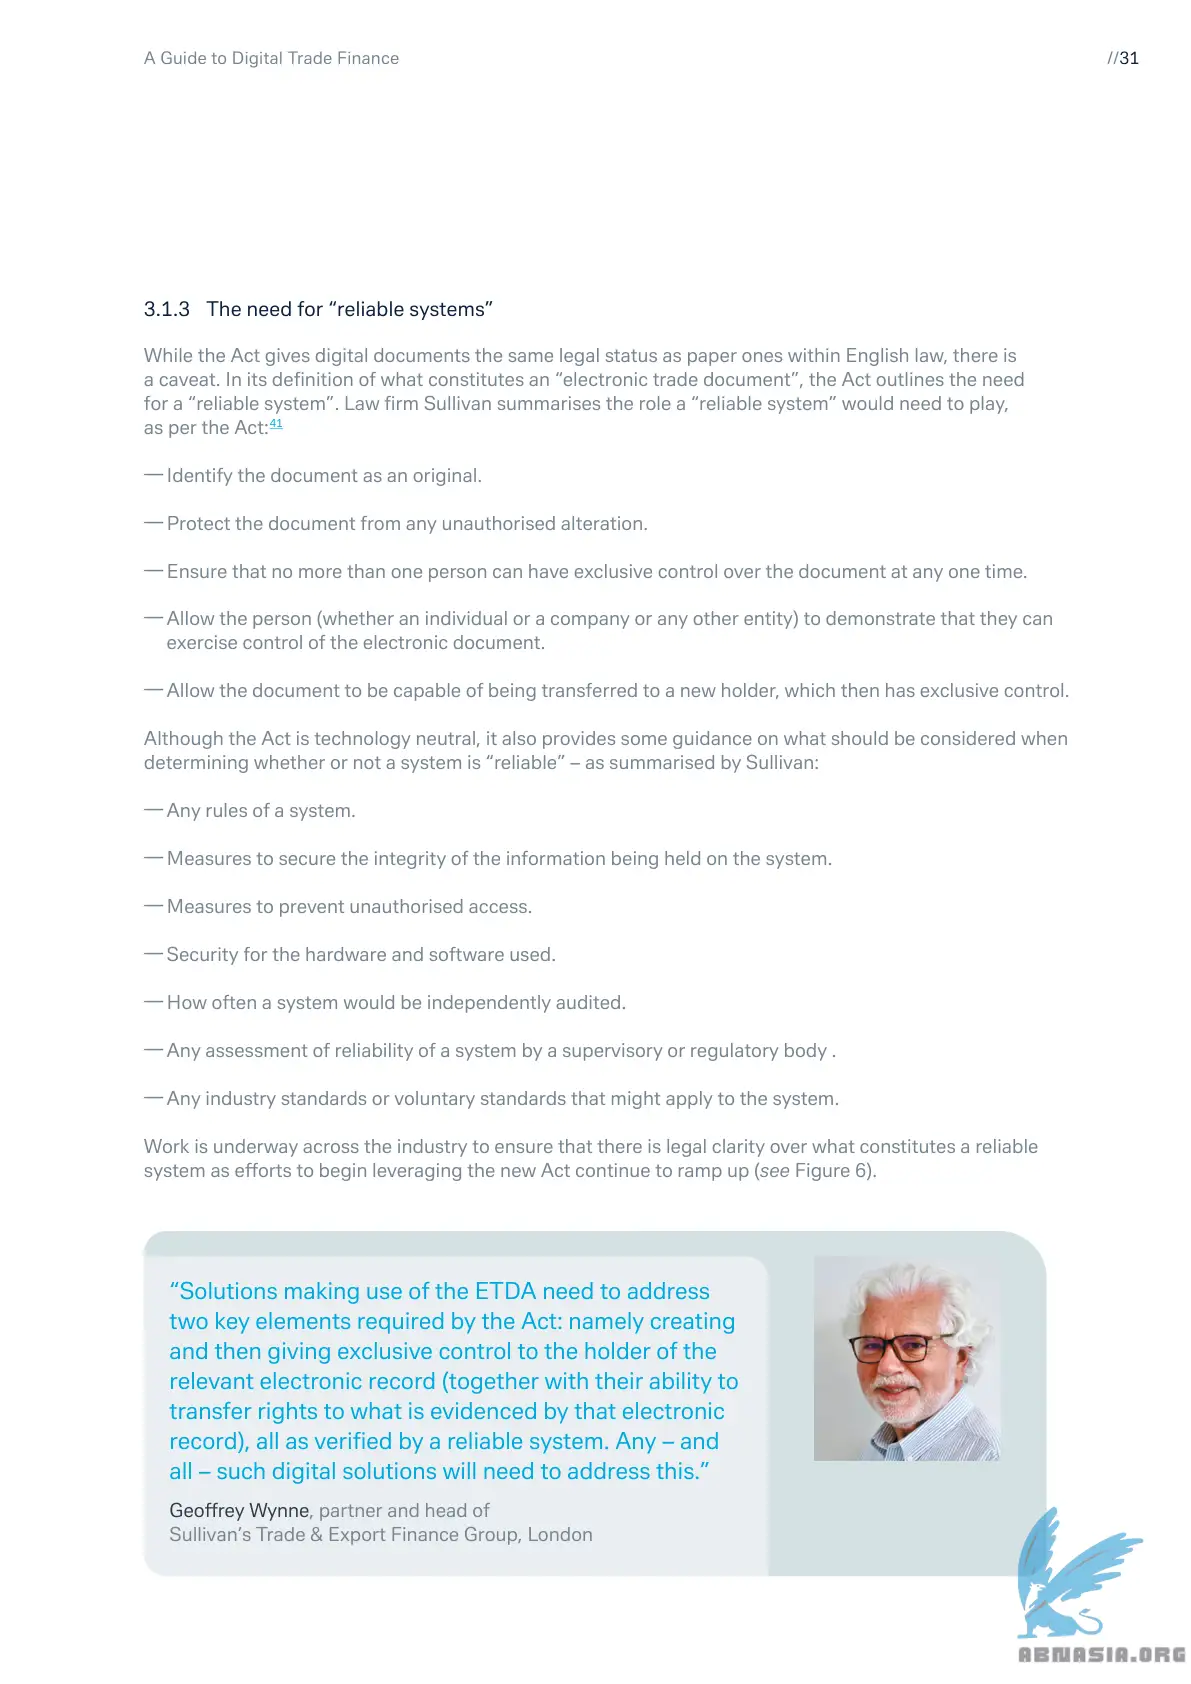 A Guide to Digital Trade Finance
//31
3.1.3 The need for “reliable systems”
While the Act gives digital documents the same legal status as paper ones within English law, there is
a caveat. In its definition of what constitutes an “electronic trade document”, the Act outlines the need
for a “reliable system”. Law firm Sullivan summarises the role a “reliable system” would need to play,
as per the Act:41
— Identify the document as an original.
— Protect the document from any unauthorised alteration.
— Ensure that no more than one person can have exclusive control over the document at any one time.
— Allow the person (whether an individual or a company or any other entity) to demonstrate that they can
exercise control of the electronic document.
— Allow the document to be capable of being transferred to a new holder, which then has exclusive control.
Although the Act is technology neutral, it also provides some guidance on what should be considered when
determining whether or not a system is “reliable” – as summarised by Sullivan:
— Any rules of a system.
— Measures to secure the integrity of the information being held on the system.
— Measures to prevent unauthorised access.
— Security for the hardware and software used.
— How often a system would be independently audited.
— Any assessment of reliability of a system by a supervisory or regulatory body .
— Any industry standards or voluntary standards that might apply to the system.
Work is underway across the industry to ensure that there is legal clarity over what constitutes a reliable
system as efforts to begin leveraging the new Act continue to ramp up (see Figure 6).
“Solutions making use of the ETDA need to address
two key elements required by the Act: namely creating
and then giving exclusive control to the holder of the
relevant electronic record (together with their ability to
transfer rights to what is evidenced by that electronic
record), all as verified by a reliable system. Any – and
all – such digital solutions will need to address this.”
Geoffrey Wynne, partner and head of
Sullivan’s Trade & Export Finance Group, London
ABNASIA.ORG